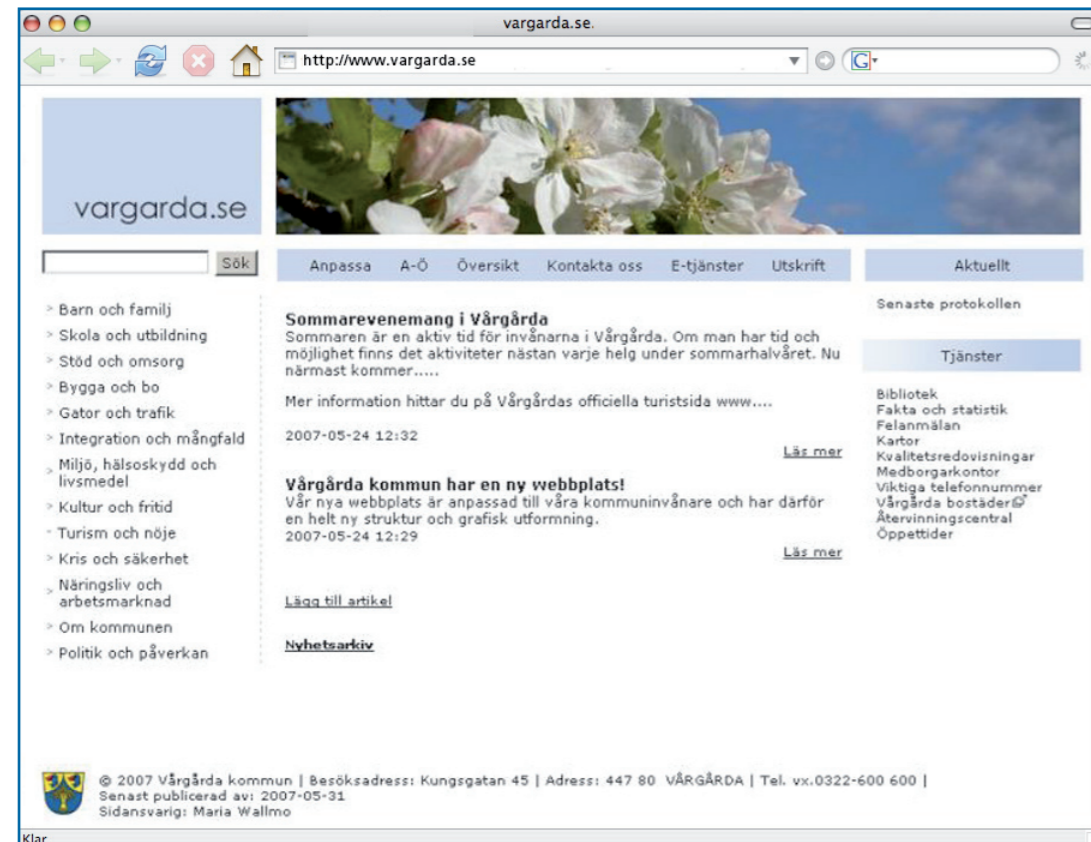 vargarda.se.
http://www.vargarda.se
G
vargarda.se
Sök
Anpassa A-Ö Översikt Kontakta oss E-tjänster Utskrift
Aktuellt
> Barn och familj
> Skola och utbildning
> Stöd och omsorg
> Bygga och bo
> Gator och trafik
> Integration och mångfald
> Miljö, hälsoskydd och
livsmedel
> Kultur och fritid
Turism och nöje
> Kris och säkerhet
> Näringsliv och
arbetsmarknad
> Om kommunen
> Politik och påverkan
Sommarevenemang i Vårgårda
Sommaren är en aktiv tid för invånarna i Vårgårda. Om man har tid och
möjlighet finns det aktiviteter nästan varje helg under sommarhalvåret. Nu
närmast kommer.....
Mer information hittar du på Vårgårdas officiella turistsida www....
2007-05-24 12:32
Läs mer
Vårgårda kommun har en ny webbplats!
Vår nya webbplats är anpassad till våra kommuninvånare och har därför
en helt ny struktur och grafisk utformning.
2007-05-24 12:29
Läs mer
Lägg till artikel
Nyhetsarkiv
Senaste protokollen
Tjänster
Bibliotek
Fakta och statistik
Felanmälan
Kartor
Kvalitetsredovisningar
Medborgarkontor
Viktiga telefonnummer
Vårgårda bostäder
Återvinningscentral
Öppettider
© 2007 Vårgårda kommun | Besöksadress: Kungsgatan 45 | Adress: 447 80 VÅRGÅRDA | Tel. vx.0322-600 600 |
Senast publicerad av: 2007-05-31
Sidansvarig: Maria Wallmo
Klar